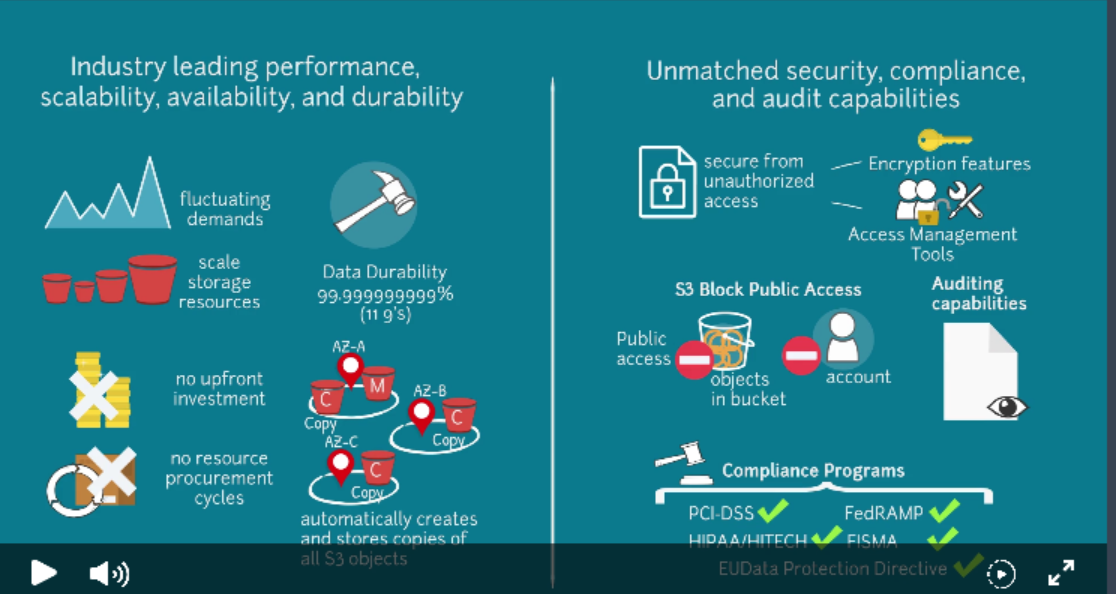 Industry leading performance,
scalability, availability, and durability
fluctuating
demands
scale
storage
resources
no upfront
investment
no resource
procurement
cycles
Data Durability
99.999999999%
(11 9's)
AZ-A
C
M
Copy
AZ-B
C
Copy
AZ-C
C
Copy
automatically creates
and stores copies of
all S3 objects
Unmatched security, compliance,
and audit capabilities
secure from
unauthorized
access
Encryption features
Access Management
Tools
S3 Block Public Access
Public
access
objects
in bucket
account
Auditing
capabilities
Compliance Programs
PCI-DSS
FedRAMP
HIPAA/HITECH
FISMA
EUData Protection Directive